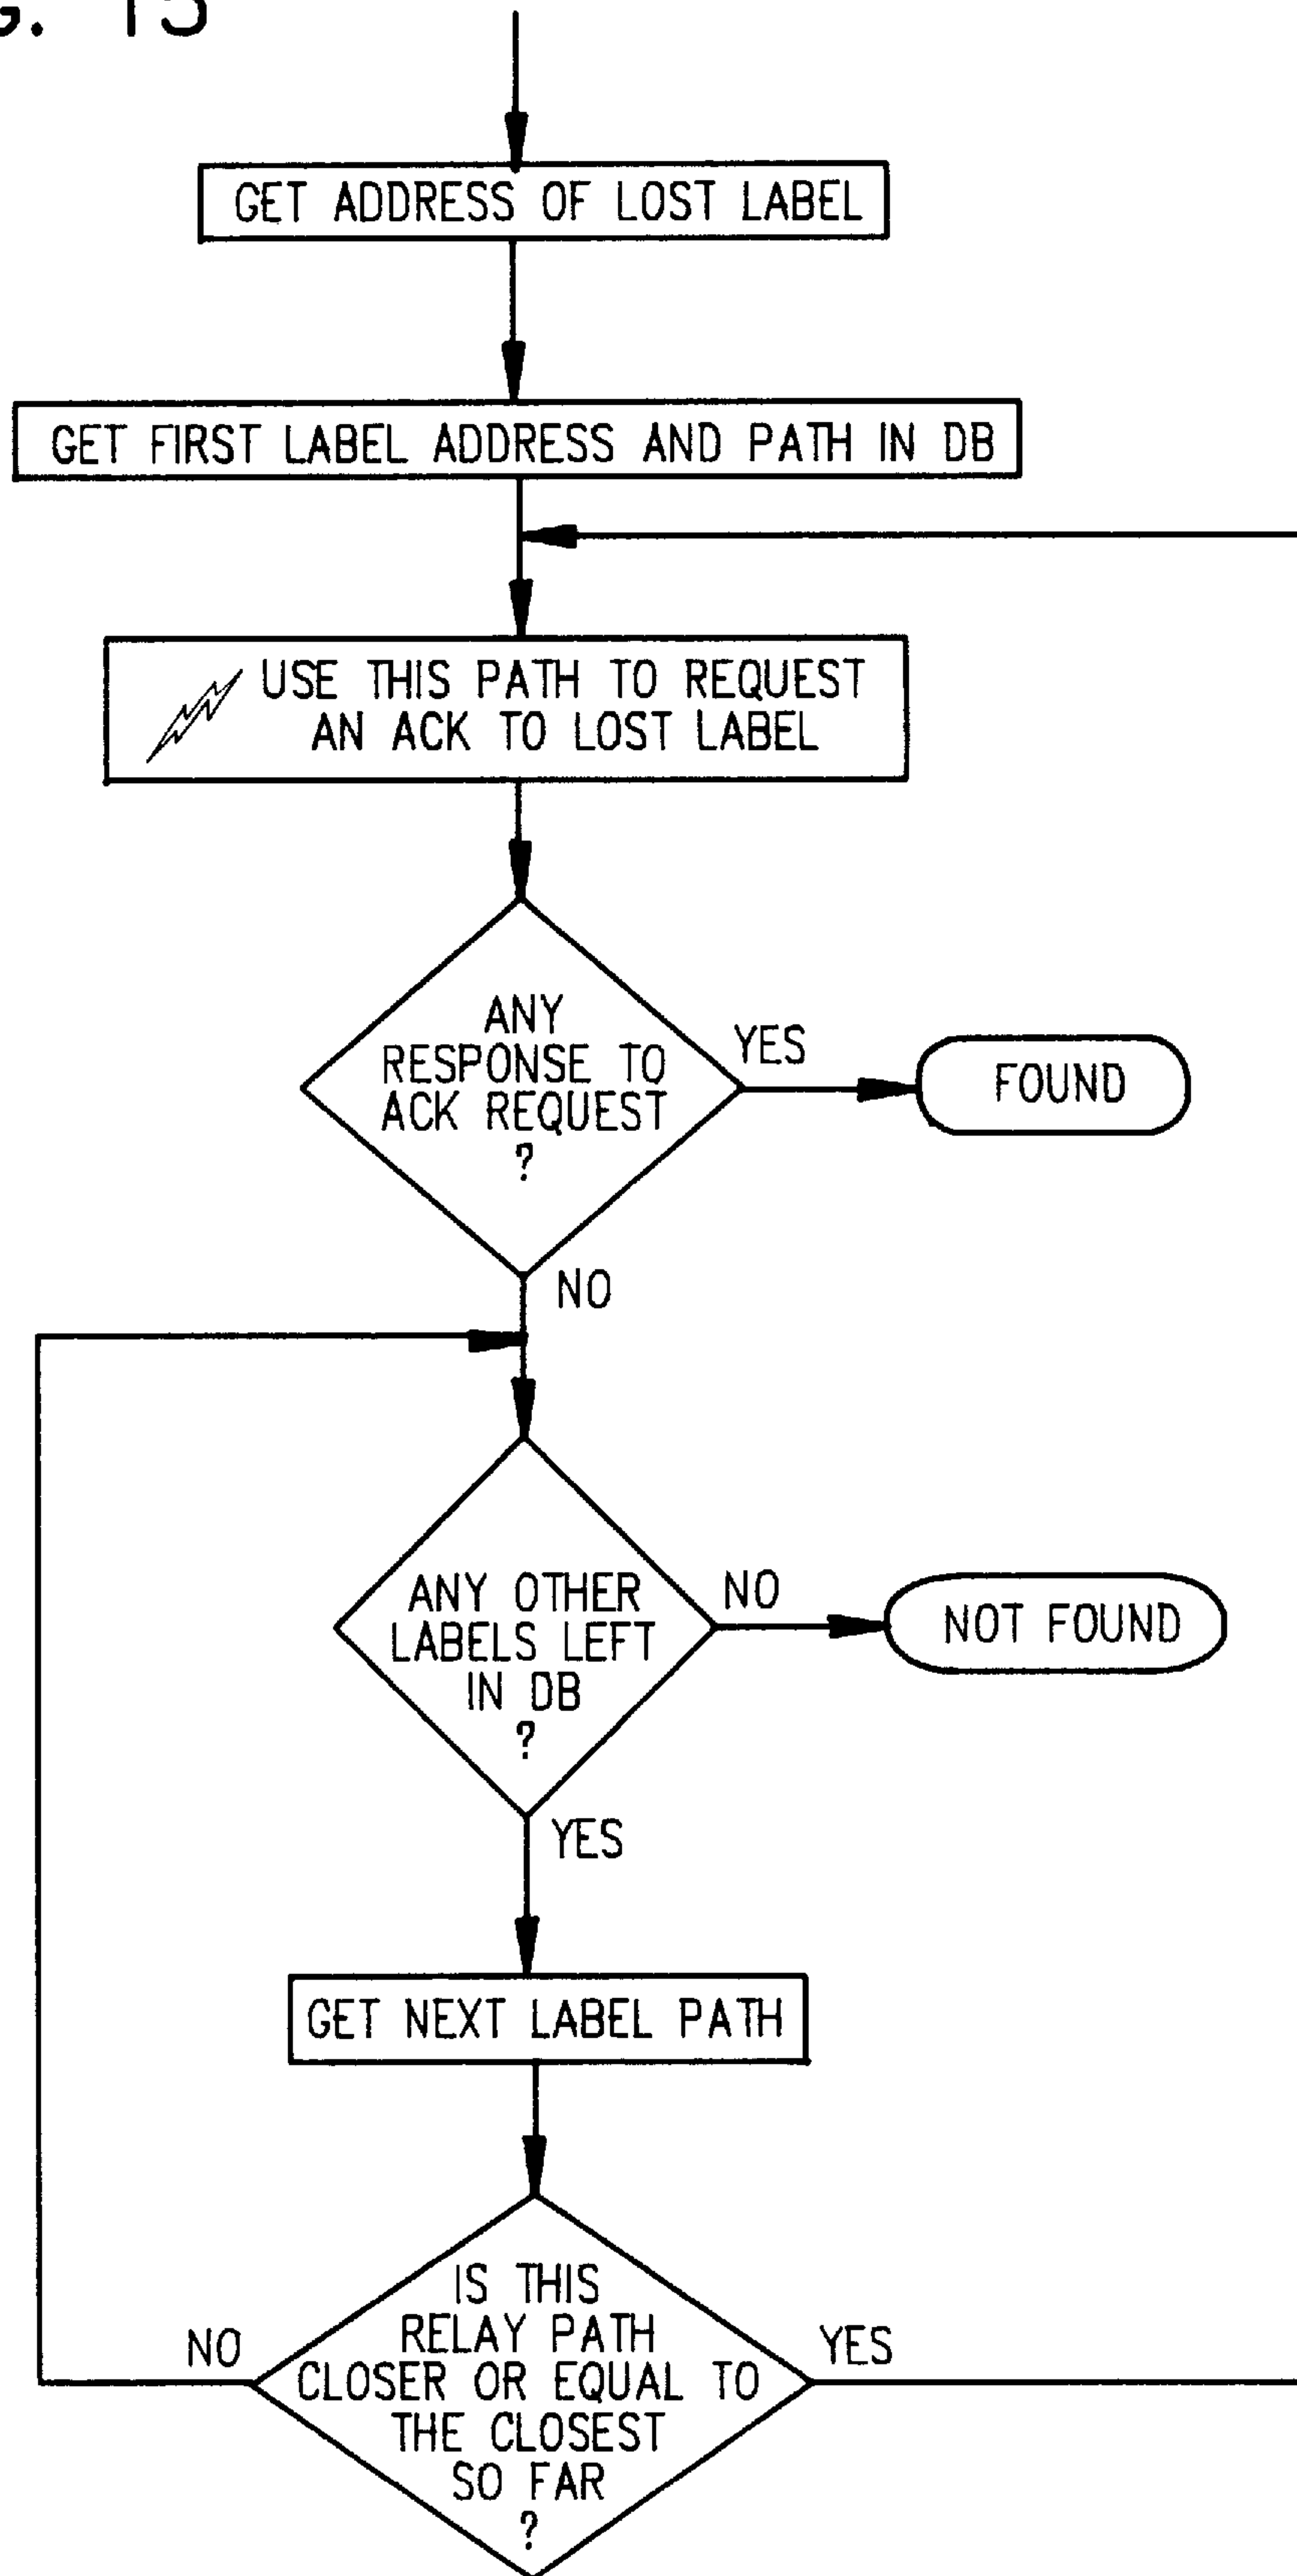 G. 15
GET ADDRESS OF LOST LABEL
GET FIRST LABEL ADDRESS AND PATH IN DB
USE THIS PATH TO REQUEST
AN ACK TO LOST LABEL
ANY
RESPONSE TO
ACK REQUEST
?
YES
FOUND
NO
ANY OTHER
LABELS LEFT
IN DB
?
NO
NOT FOUND
YES
GET NEXT LABEL PATH
IS THIS
RELAY PATH
CLOSER OR EQUAL TO
THE CLOSEST
SO FAR
?
NO
YES